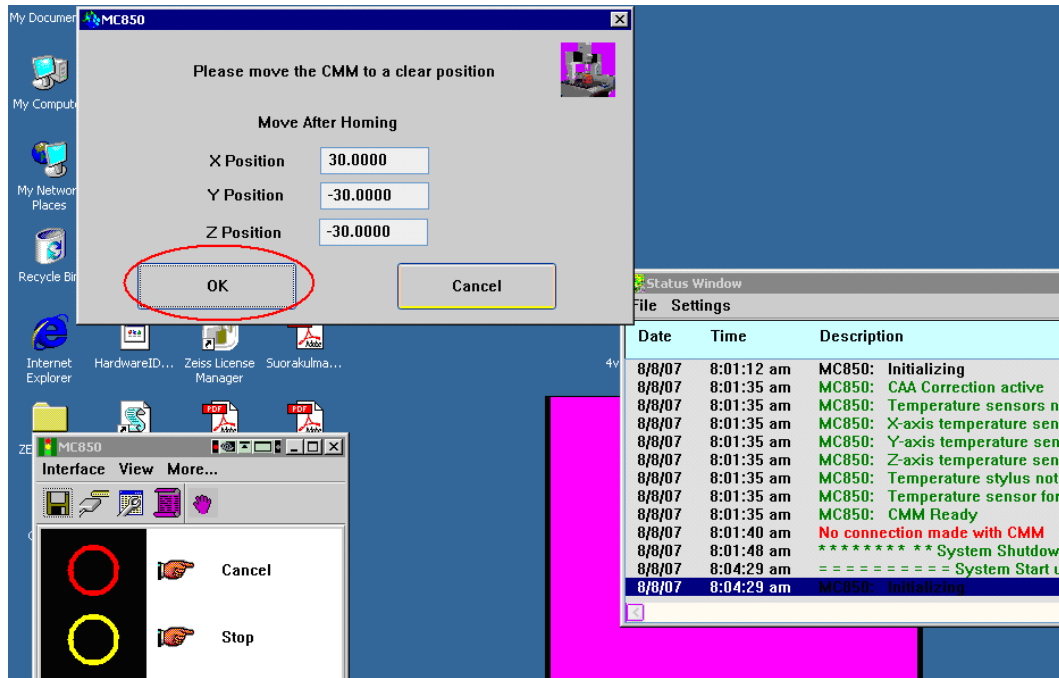 My Documen
MC850
Please move the CMM to a clear position
My Compute
Move After Homing
X Position 30.0000
My Networ
Places
Y Position -30.0000
Z Position -30.0000
Recycle Bin
OK Cancel
Status Window
File Settings
Date Time Description
Internet
Explorer
HardwareID...
Zeiss License
Manager
Suorakulma...
4v
8/8/07 8:01:12 am MC850: Initializing
8/8/07 8:01:35 am MC850: CAA Correction active
8/8/07 8:01:35 am MC850: Temperature sensors n
8/8/07 8:01:35 am MC850: X-axis temperature sen
8/8/07 8:01:35 am MC850: Y-axis temperature sen
8/8/07 8:01:35 am MC850: Z-axis temperature sen
8/8/07 8:01:35 am MC850: Temperature stylus not
8/8/07 8:01:35 am MC850: Temperature sensor for
8/8/07 8:01:35 am MC850: CMM Ready
8/8/07 8:01:40 am No connection made with CMM
8/8/07 8:01:48 am * * * * * * * * * * System Shutdow
8/8/07 8:04:29 am = = = = = = = = = = System Start u
8/8/07 8:04:29 am MC850: Initializing
PDF
Adobe
ZE
MC850
Interface View More...
Cancel
Stop